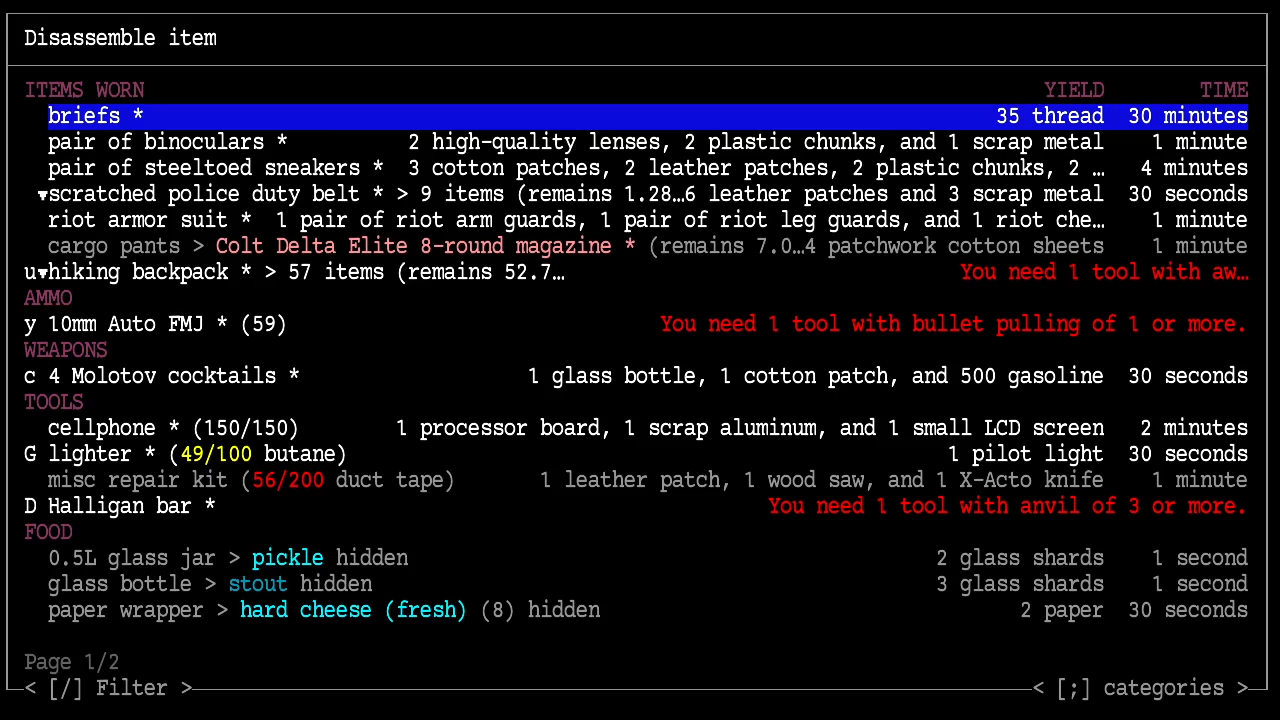 Disassemble item
ITEMS WORN YIELD TIME
briefs * 35 thread 30 minutes
pair of binoculars * 2 high-quality lenses, 2 plastic chunks, and 1 scrap metal 1 minute
pair of steeltoed sneakers * 3 cotton patches, 2 leather patches, 2 plastic chunks, 2 … 4 minutes
▾scratched police duty belt * > 9 items (remains 1.28…6 leather patches and 3 scrap metal 30 seconds
riot armor suit * 1 pair of riot arm guards, 1 pair of riot leg guards, and 1 riot che… 1 minute
cargo pants > Colt Delta Elite 8-round magazine * (remains 7.0…4 patchwork cotton sheets 1 minute
u▾hiking backpack * > 57 items (remains 52.7… You need 1 tool with aw…
AMMO
y 10mm Auto FMJ * (59) You need 1 tool with bullet pulling of 1 or more.
WEAPONS
c 4 Molotov cocktails * 1 glass bottle, 1 cotton patch, and 500 gasoline 30 seconds
TOOLS
cellphone * (150/150) 1 processor board, 1 scrap aluminum, and 1 small LCD screen 2 minutes
G lighter * (49/100 butane) 1 pilot light 30 seconds
misc repair kit (56/200 duct tape) 1 leather patch, 1 wood saw, and 1 X-Acto knife 1 minute
D Halligan bar * You need 1 tool with anvil of 3 or more.
FOOD
0.5L glass jar > pickle hidden 2 glass shards 1 second
glass bottle > stout hidden 3 glass shards 1 second
paper wrapper > hard cheese (fresh) (8) hidden 2 paper 30 seconds
Page 1/2
< [/] Filter > < [;] categories >